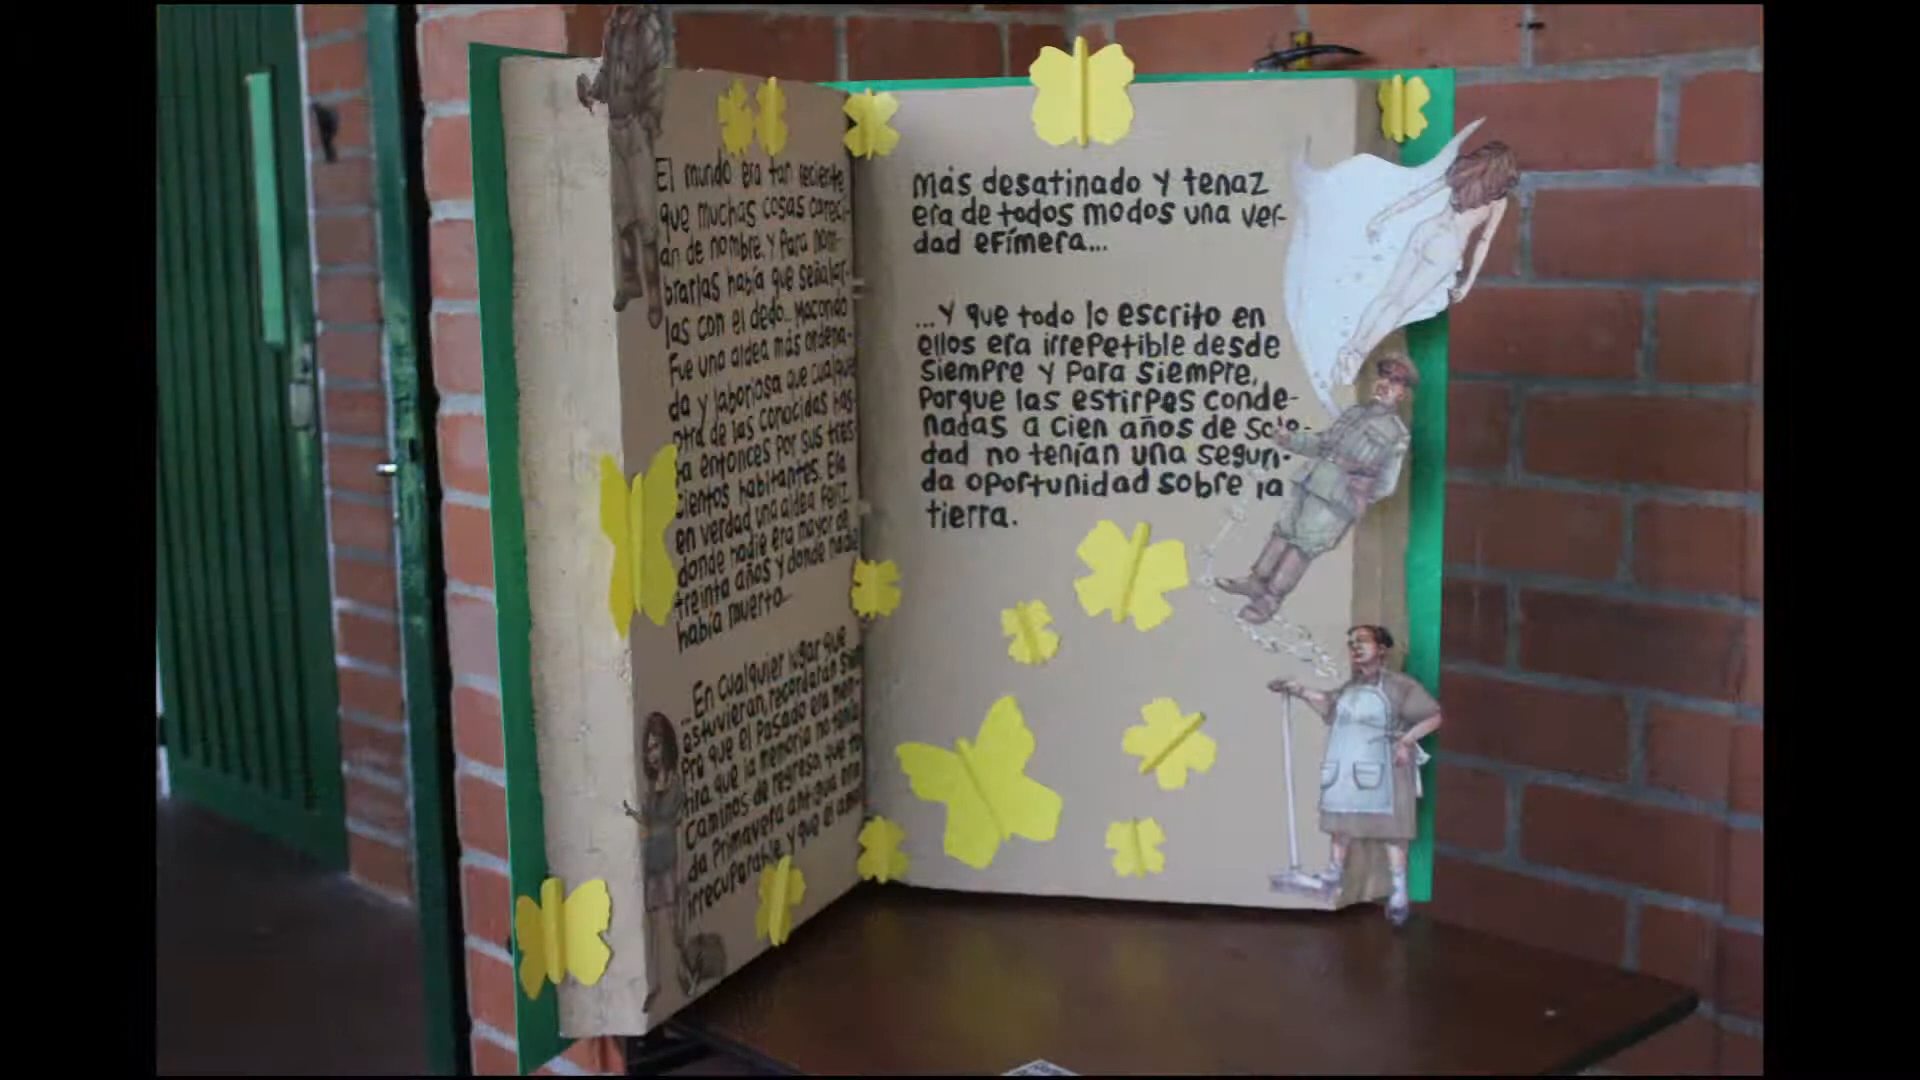 El mundo era tan reciente
que muchas cosas careci-
an de nombre, y para nom-
brarlas había que señalar-
las con el dedo... Macondo
Fue una aldea más ordena-
da y laboriosa que cualquie
otra de las conocidas has-
ta entonces por sus tres
cientos habitantes. Era
en verdad una aldea feliz
donde nadie era mayor de
treinta años y donde nadie
había muerto...
...En cualquier lugar que
estuvieran, recordaran
pre que el pasado era men-
tira que la memoria no tenía
caminos de regreso, que to
da primavera antigua era
irrecuperable y que el amor
más desatinado y tenaz
era de todos modos una ver-
dad efímera...
...Y que todo lo escrito en
ellos era irrepetible desde
siempre y para siempre,
Porque las estirpes conde-
nadas a cien años de sole-
dad no tenían una segun-
da oportunidad sobre la
tierra.